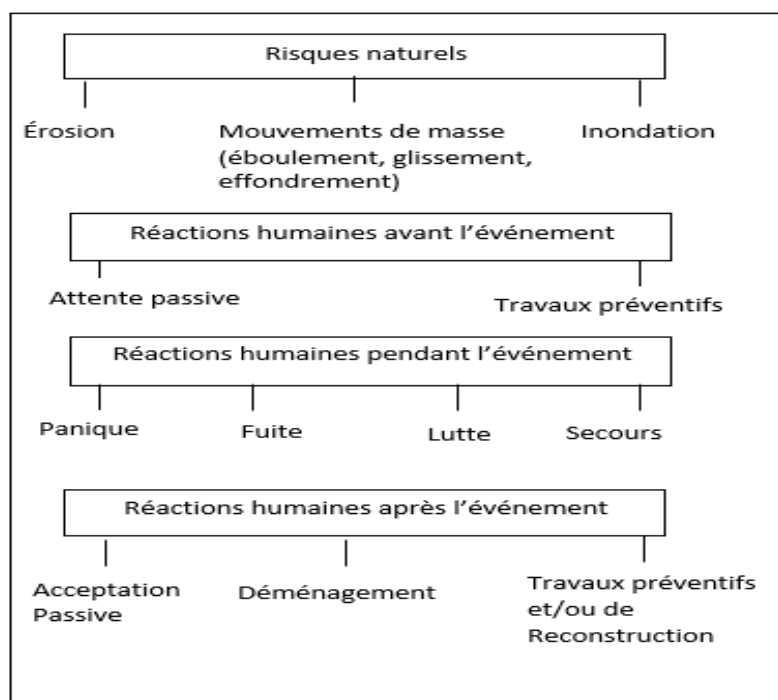 Risques naturels
Érosion
Mouvements de masse
(éboulement, glissement,
effondrement)
Inondation
Réactions humaines avant l'événement
Attente passive
Travaux préventifs
Réactions humaines pendant l'événement
Panique
Fuite
Lutte
Secours
Réactions humaines après l'événement
Acceptation
Passive
Déménagement
Travaux préventifs
et/ou de
Reconstruction